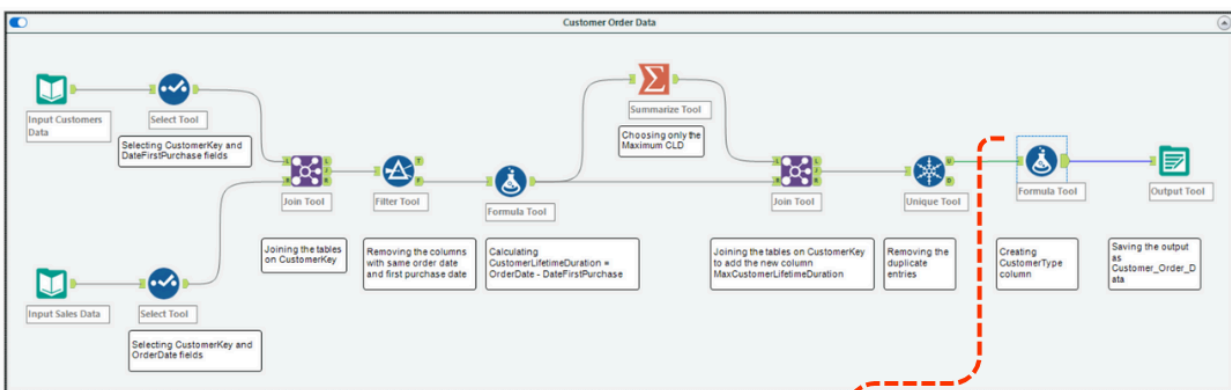 Customer Order Data
Input Customers
Data
Select Tool
Selecting CustomerKey and
DateFirstPurchase fields
Summarize Tool
Choosing only the
Maximum CLD
L
R
L
J
R
Join Tool
T
F
Filter Tool
Formula Tool
L
R
L
J
R
Join Tool
U
D
Unique Tool
Formula Tool
Output Tool
Joining the tables
on CustomerKey
Removing the columns
with same order date
and first purchase date
Calculating
CustomerLifetimeDuration =
OrderDate - DateFirstPurchase
Joining the tables on CustomerKey
to add the new column
MaxCustomerLifetimeDuration
Removing the
duplicate
entries
Creating
CustomerType
column
Saving the output
as
Customer_Order_D
ata
Input Sales Data
Select Tool
Selecting CustomerKey and
OrderDate fields